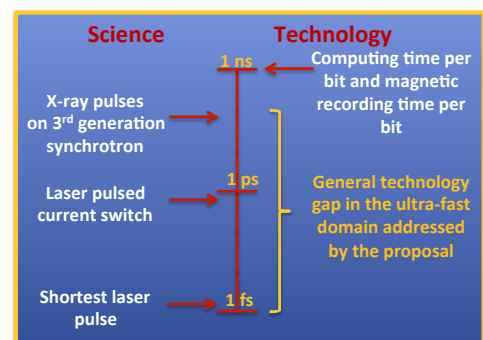 Science
Technology
1 ns
Computing time per
bit and magnetic
recording time per
bit
X-ray pulses
on 3rd generation
synchrotron
1 ps
Laser pulsed
current switch
General technology
gap in the ultra-fast
domain addressed
by the proposal
Shortest laser
pulse
1 fs